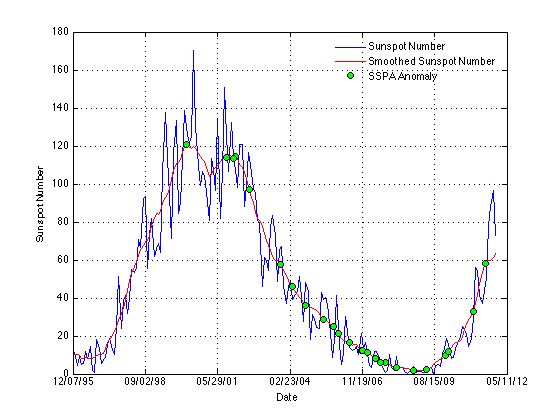 180
160
140
120
100
80
60
40
20
0
Sunspot Number
Sunspot Number
Smoothed Sunspot Number
SSPA Anomaly
12/07/95 09/02/98 05/29/01 02/23/04 11/19/06 08/15/09 05/11/12
Date